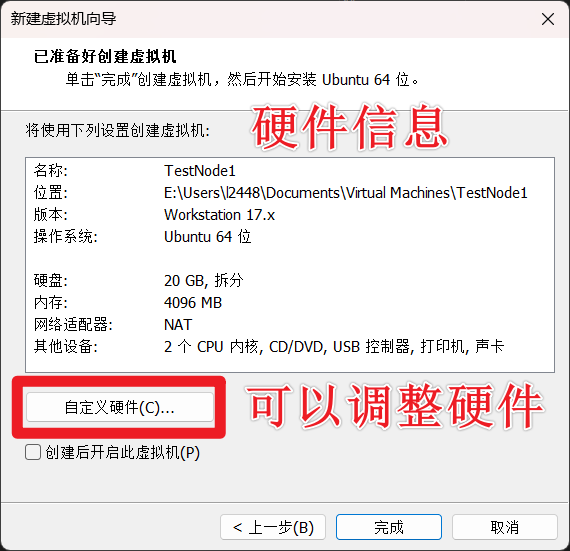 新建虚拟机向导
已准备好创建虚拟机
单击“完成”创建虚拟机，然后开始安装 Ubuntu 64 位。
硬件信息
将使用下列设置创建虚拟机:
名称: TestNode1
位置: E:\Users\l2448\Documents\Virtual Machines\TestNode1
版本: Workstation 17.x
操作系统: Ubuntu 64 位
硬盘: 20 GB, 拆分
内存: 4096 MB
网络适配器: NAT
其他设备: 2 个 CPU 内核, CD/DVD, USB 控制器, 打印机, 声卡
自定义硬件(C)...
可以调整硬件
创建后开启此虚拟机(P)
< 上一步(B) 完成 取消